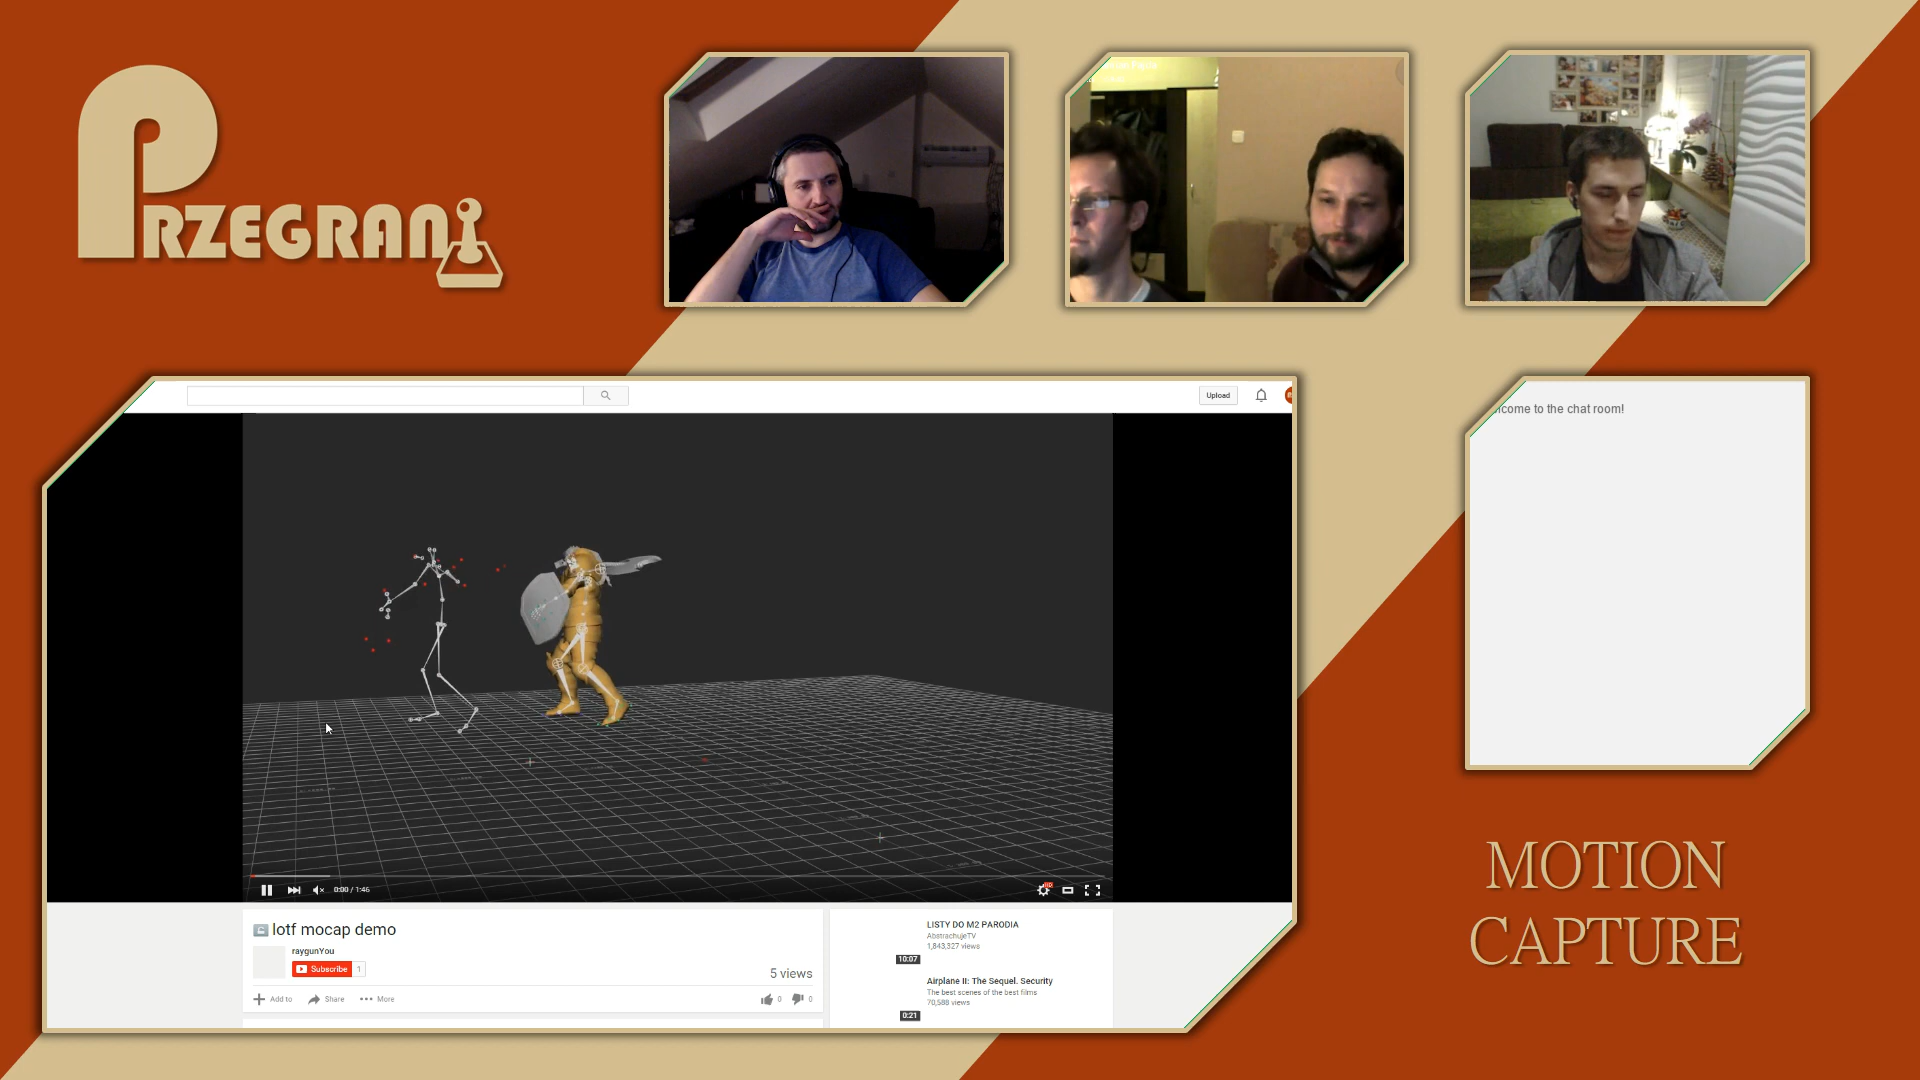 PRZEGRANI
Upload
lcome to the chat room!
0:00 / 1:46
lotf mocap demo
raygunYou
Subscribe 1
5 views
Add to Share More 0 0
LISTY DO M2 PARODIA
AbstrachujeTV
1,843,327 views
10:07
Airplane II: The Sequel. Security
The best scenes of the best films
70,588 views
0:21
MOTION
CAPTURE